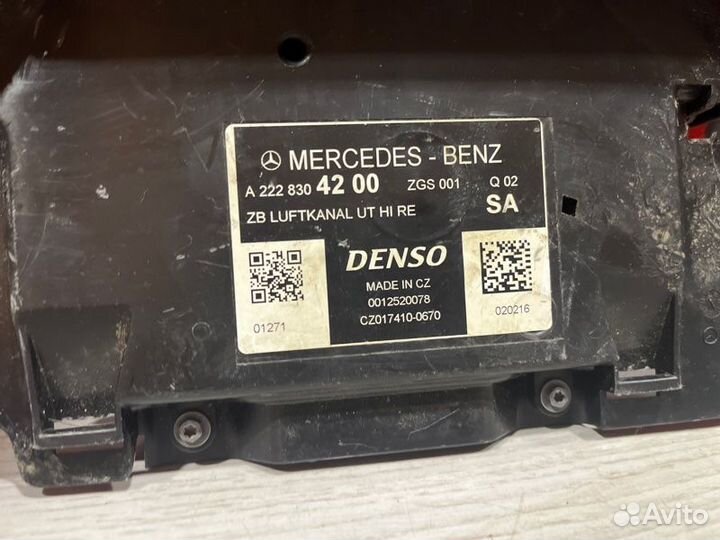 MERCEDES - BENZ
A 222 830 42 00 ZGS 001 Q 02
ZB LUFTKANAL UT HI RE SA
DENSO
MADE IN CZ
0012520078
CZ017410-0670
01271
020216
Avito